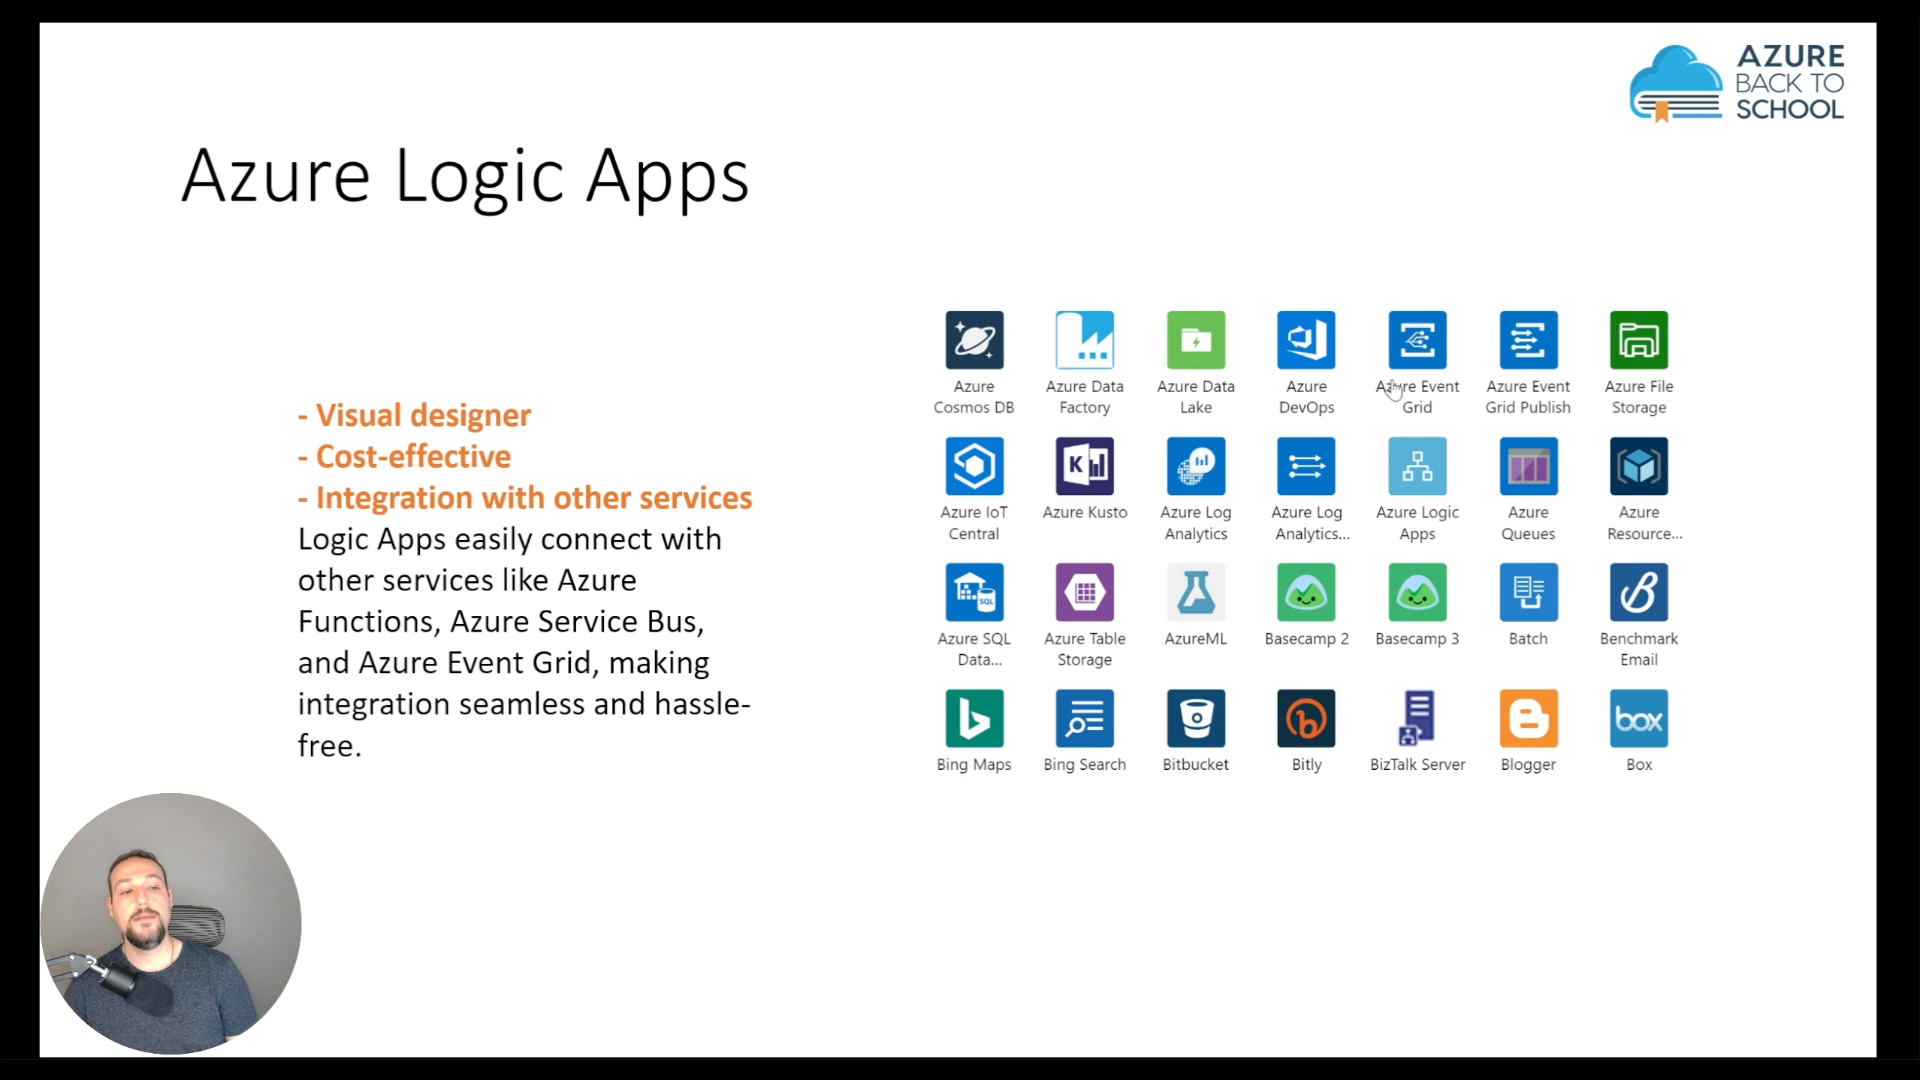 AZURE
BACK TO
SCHOOL
Azure Logic Apps
- Visual designer
- Cost-effective
- Integration with other services
Logic Apps easily connect with
other services like Azure
Functions, Azure Service Bus,
and Azure Event Grid, making
integration seamless and hassle-
free.
Azure Cosmos DB
Azure Data Factory
Azure Data Lake
Azure DevOps
Azure Event Grid
Azure Event Grid Publish
Azure File Storage
Azure IoT Central
K
Azure Kusto
Azure Log Analytics
Azure Log Analytics...
Azure Logic Apps
Azure Queues
Azure Resource...
SQL
Azure SQL Data...
Azure Table Storage
AzureML
Basecamp 2
Basecamp 3
Batch
B
Benchmark Email
b
Bing Maps
Bing Search
Bitbucket
b
Bitly
BizTalk Server
B
Blogger
box
Box